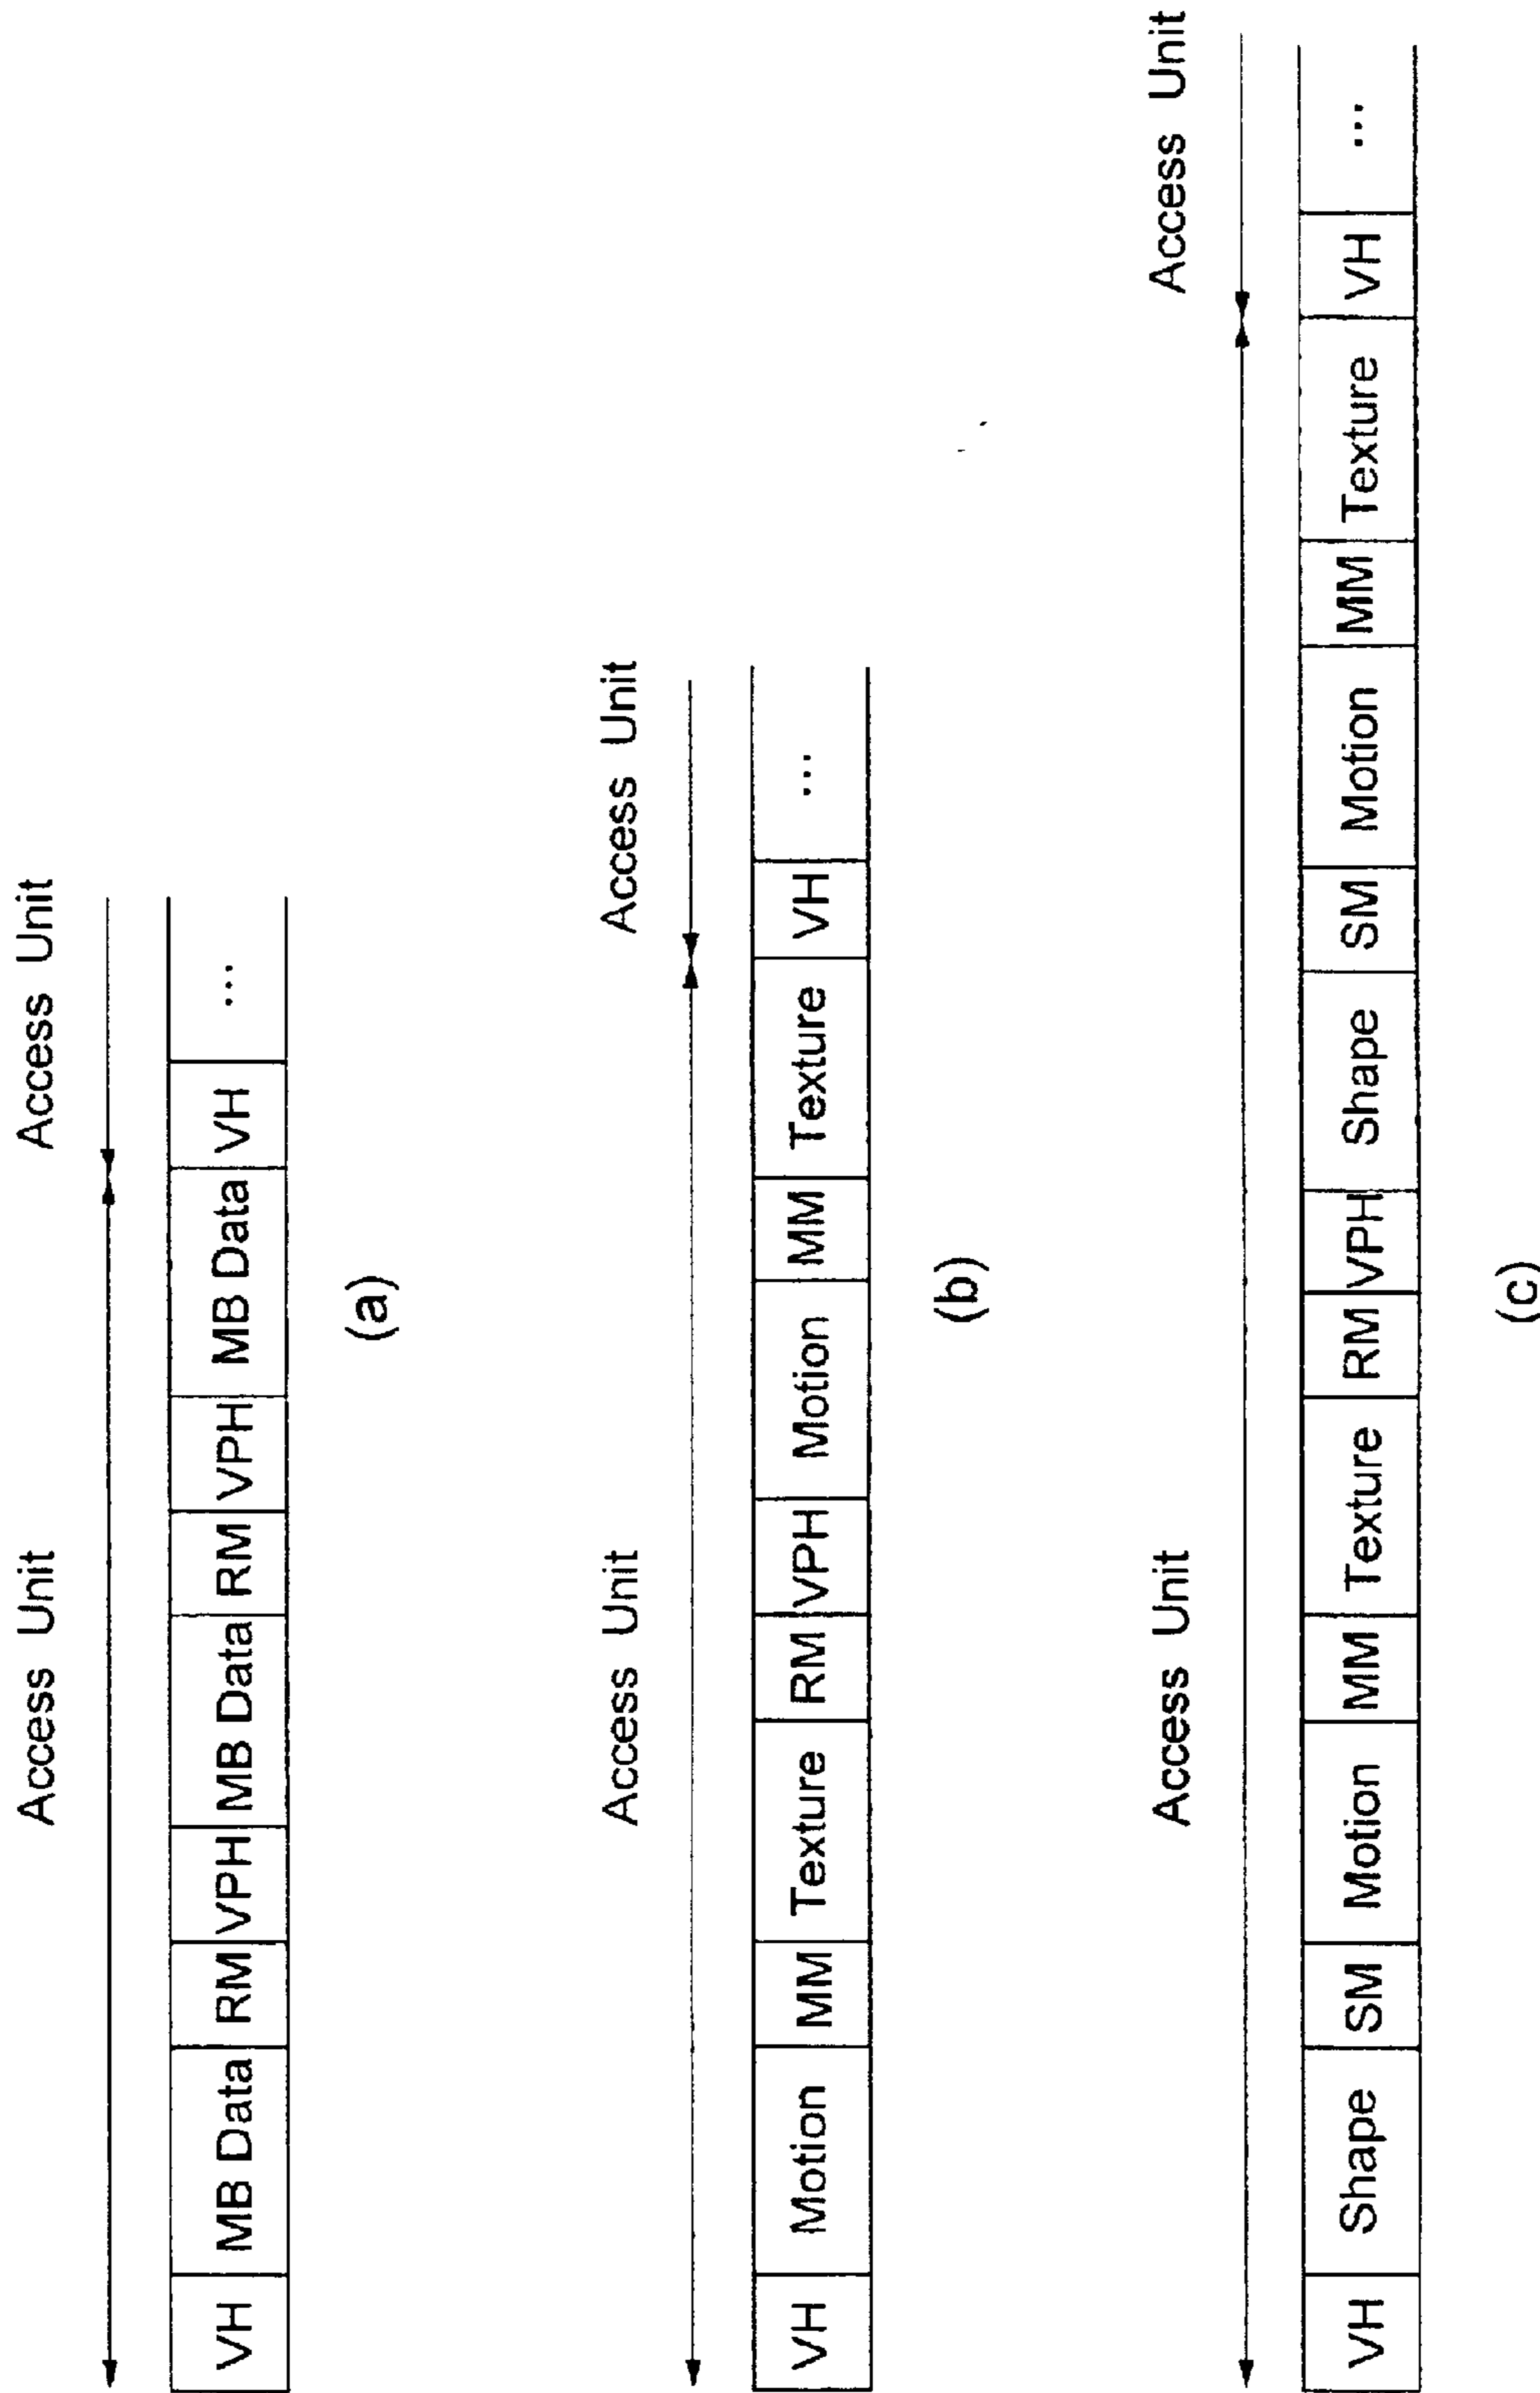 Access Unit Access Unit
VH MB Data RM VPH MB Data RM VPH MB Data VH ...
(a)
Access Unit Access Unit
VH Motion MM Texture RM VPH Motion MM Texture VH ...
(b)
Access Unit Access Unit
VH Shape SM Motion MM Texture RM VPH Shape SM Motion MM Texture VH ...
(c)